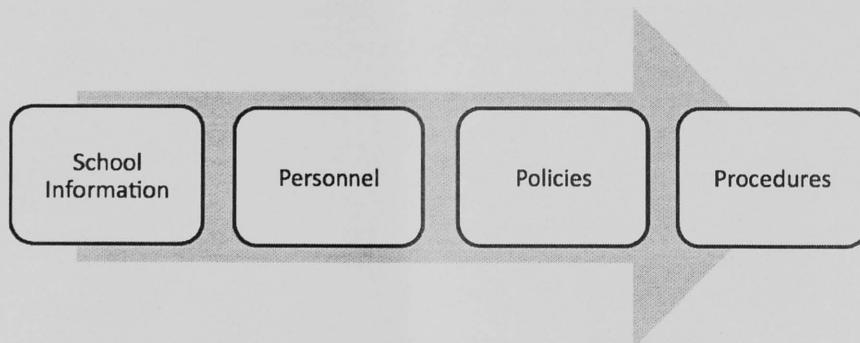 School
Information
Personnel
Policies
Procedures